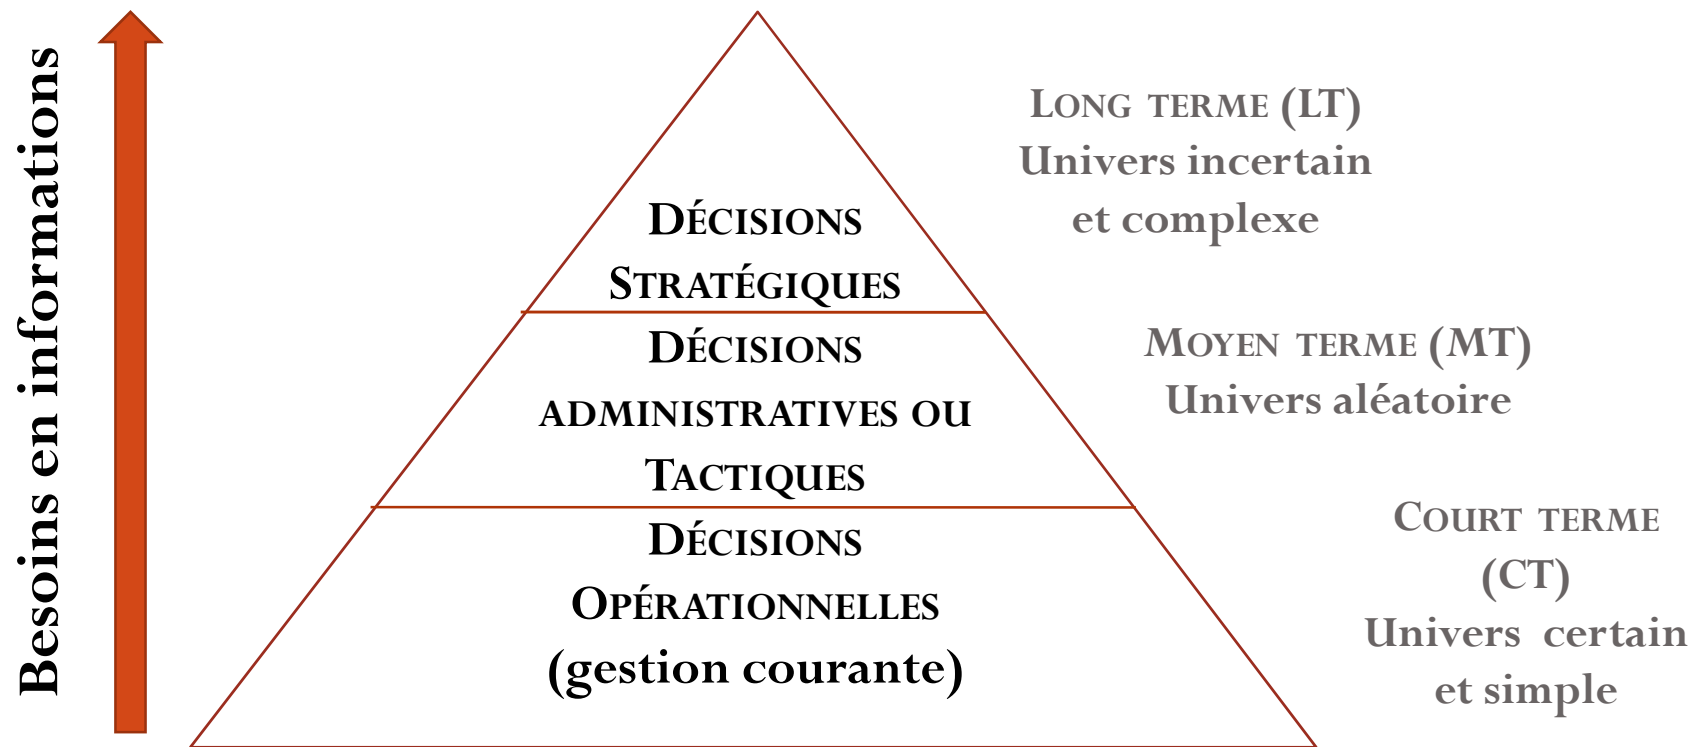 Besoins en informations
DÉCISIONS
STRATÉGIQUES
LONG TERME (LT)
Univers incertain
et complexe
DÉCISIONS
ADMINISTRATIVES OU
TACTIQUES
MOYEN TERME (MT)
Univers aléatoire
DÉCISIONS
OPÉRATIONNELLES
(gestion courante)
COURT TERME
(CT)
Univers certain
et simple